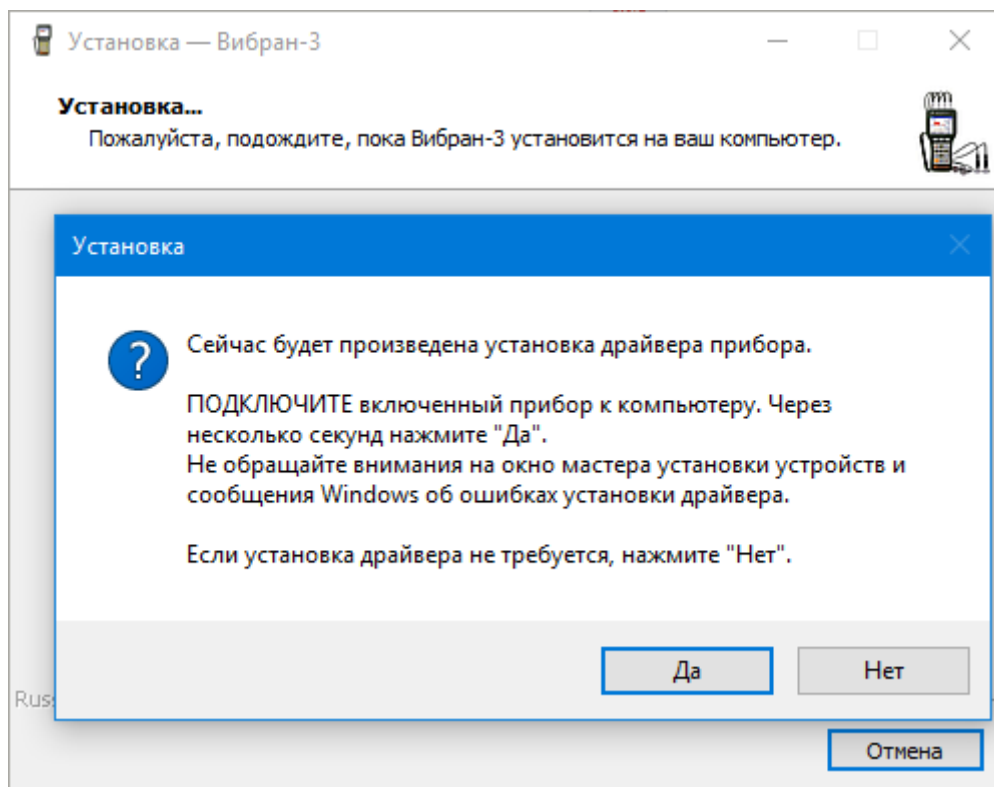 Установка — Вибран-3
Установка...
Пожалуйста, подождите, пока Вибран-3 установится на ваш компьютер.
Установка
Сейчас будет произведена установка драйвера прибора.
ПОДКЛЮЧИТЕ включенный прибор к компьютеру. Через
несколько секунд нажмите "Да".
Не обращайте внимания на окно мастера установки устройств и
сообщения Windows об ошибках установки драйвера.
Если установка драйвера не требуется, нажмите "Нет".
Да
Нет
Отмена